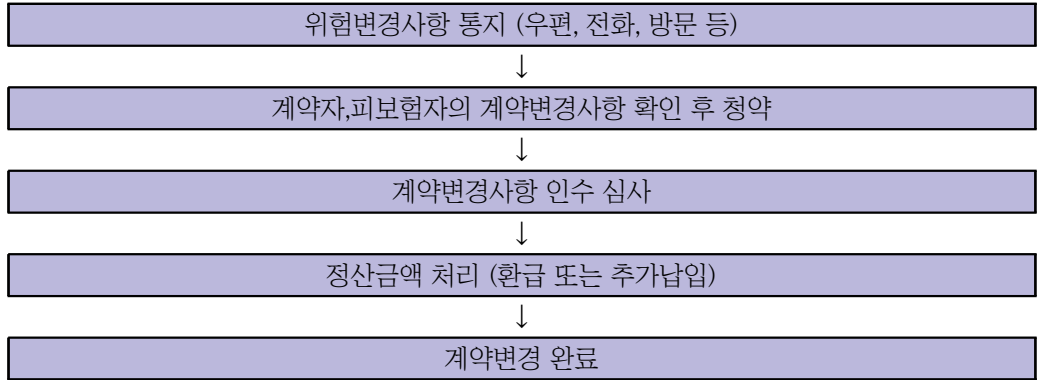 위험변경사항 통지 (우편, 전화, 방문 등)
↓
계약자,피보험자의 계약변경사항 확인 후 청약
↓
계약변경사항 인수 심사
↓
정산금액 처리 (환급 또는 추가납입)
↓
계약변경 완료